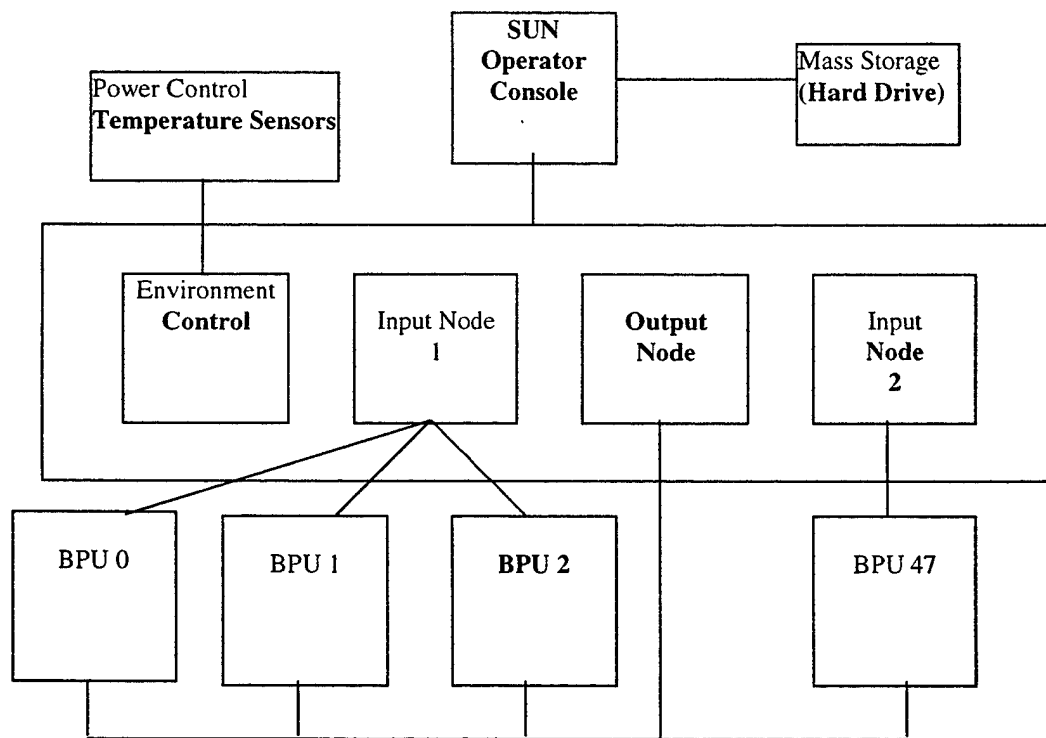 SUN
Operator
Console
Mass Storage
(Hard Drive)
Power Control
Temperature Sensors
Environment
Control
Input Node
1
Output
Node
Input
Node
2
BPU 0
BPU 1
BPU 2
BPU 47